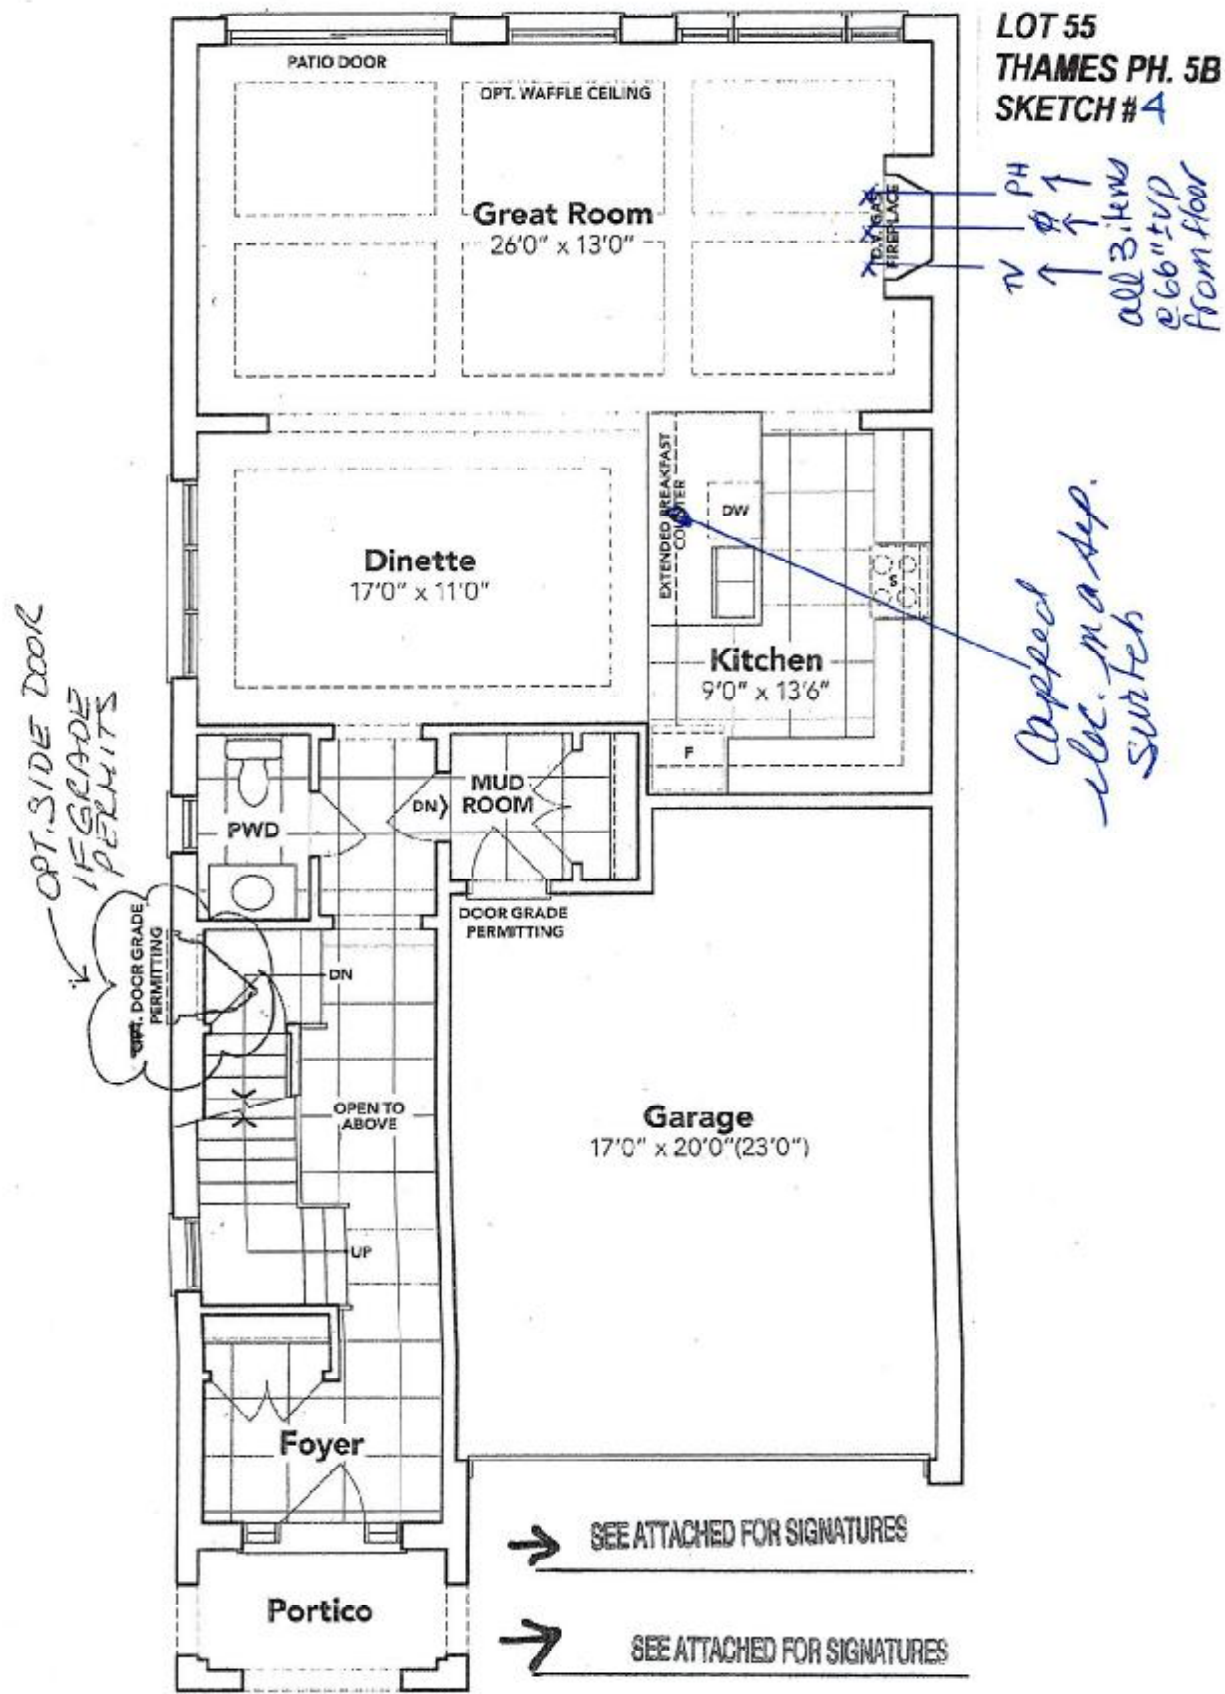 LOT 55
THAMES PH. 5B
SKETCH # 4
PATIO DOOR
OPT. WAFFLE CEILING
Great Room
26'0" x 13'0"
D.V. GAS
FIREPLACE
PH
TV
all 3 items
@ 66" ± UP
from floor
EXTENDED BREAKFAST
COUNTER
DW
S
Dinette
17'0" x 11'0"
Kitchen
9'0" x 13'6"
F
Capped
elec. on a sep.
switch
OPT. SIDE DOOR
IF GRADE
PERMITS
MUD
ROOM
DN
PWD
DOOR GRADE
PERMITTING
OPT. DOOR GRADE
PERMITTING
DN
OPEN TO
ABOVE
Garage
17'0" x 20'0"(23'0")
UP
Foyer
SEE ATTACHED FOR SIGNATURES
Portico
SEE ATTACHED FOR SIGNATURES